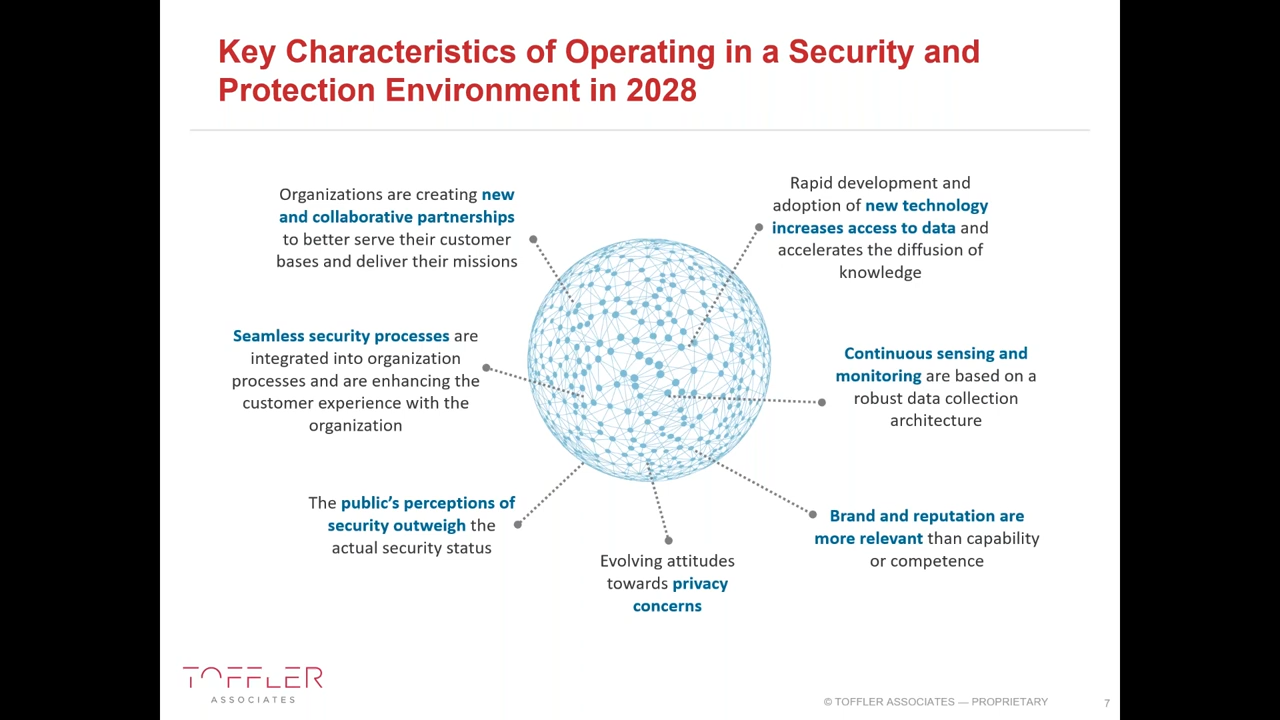 Key Characteristics of Operating in a Security and
Protection Environment in 2028
Organizations are creating new
and collaborative partnerships
to better serve their customer
bases and deliver their missions
Rapid development and
adoption of new technology
increases access to data and
accelerates the diffusion of
knowledge
Seamless security processes are
integrated into organization
processes and are enhancing the
customer experience with the
organization
Continuous sensing and
monitoring are based on a
robust data collection
architecture
The public’s perceptions of
security outweigh the
actual security status
Evolving attitudes
towards privacy
concerns
Brand and reputation are
more relevant than capability
or competence
TOFFLER
ASSOCIATES
© TOFFLER ASSOCIATES — PROPRIETARY
7